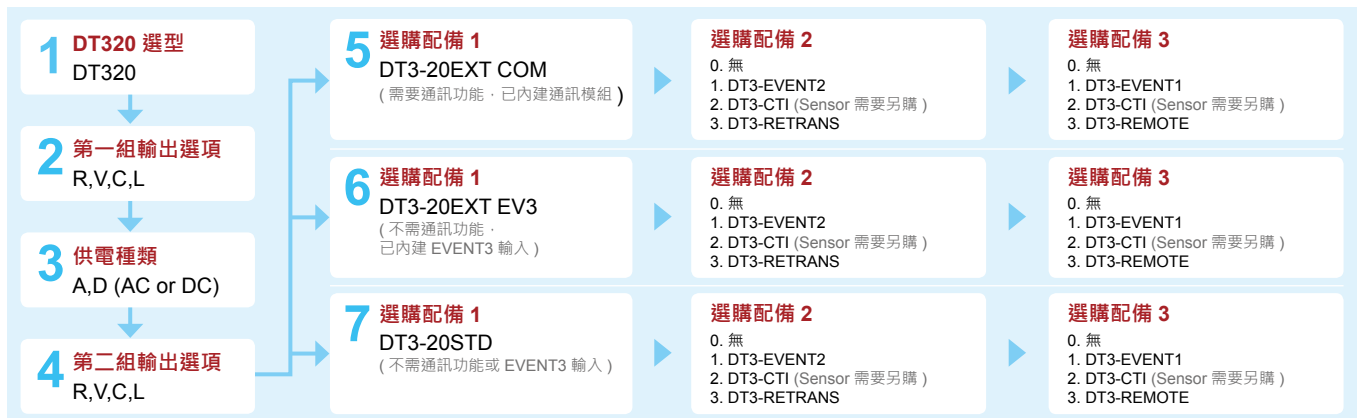 1 DT320 選型
DT320
2 第一組輸出選項
R,V,C,L
3 供電種類
A,D (AC or DC)
4 第二組輸出選項
R,V,C,L
5 選購配備 1
DT3-20EXT COM
( 需要通訊功能，已內建通訊模組 )
選購配備 2
0. 無
1. DT3-EVENT2
2. DT3-CTI (Sensor 需要另購 )
3. DT3-RETRANS
選購配備 3
0. 無
1. DT3-EVENT1
2. DT3-CTI (Sensor 需要另購 )
3. DT3-REMOTE
6 選購配備 1
DT3-20EXT EV3
( 不需通訊功能，
已內建 EVENT3 輸入 )
選購配備 2
0. 無
1. DT3-EVENT2
2. DT3-CTI (Sensor 需要另購 )
3. DT3-RETRANS
選購配備 3
0. 無
1. DT3-EVENT1
2. DT3-CTI (Sensor 需要另購 )
3. DT3-REMOTE
7 選購配備 1
DT3-20STD
( 不需通訊功能或 EVENT3 輸入 )
選購配備 2
0. 無
1. DT3-EVENT2
2. DT3-CTI (Sensor 需要另購 )
3. DT3-RETRANS
選購配備 3
0. 無
1. DT3-EVENT1
2. DT3-CTI (Sensor 需要另購 )
3. DT3-REMOTE